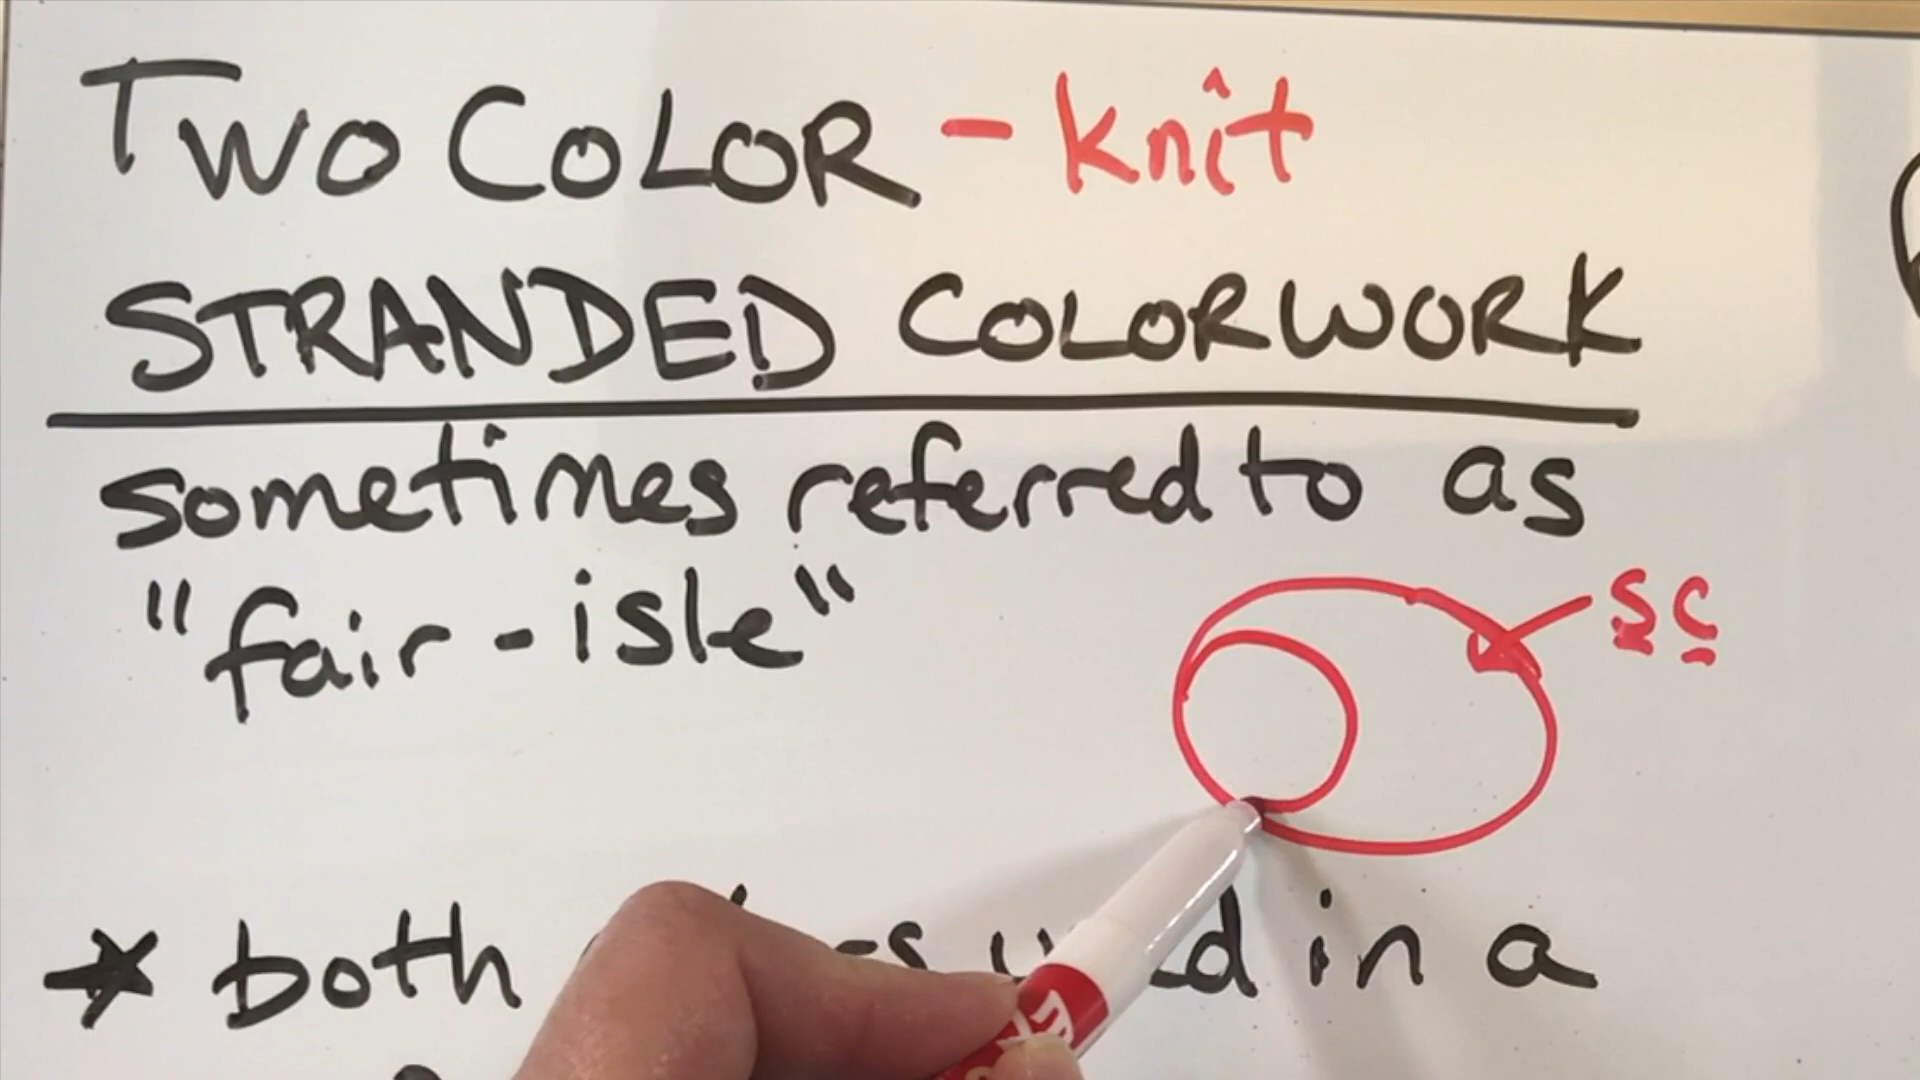 TWO COLOR - knit
STRANDED COLORWORK
sometimes referred to as
"fair-isle"
SC
* both in a